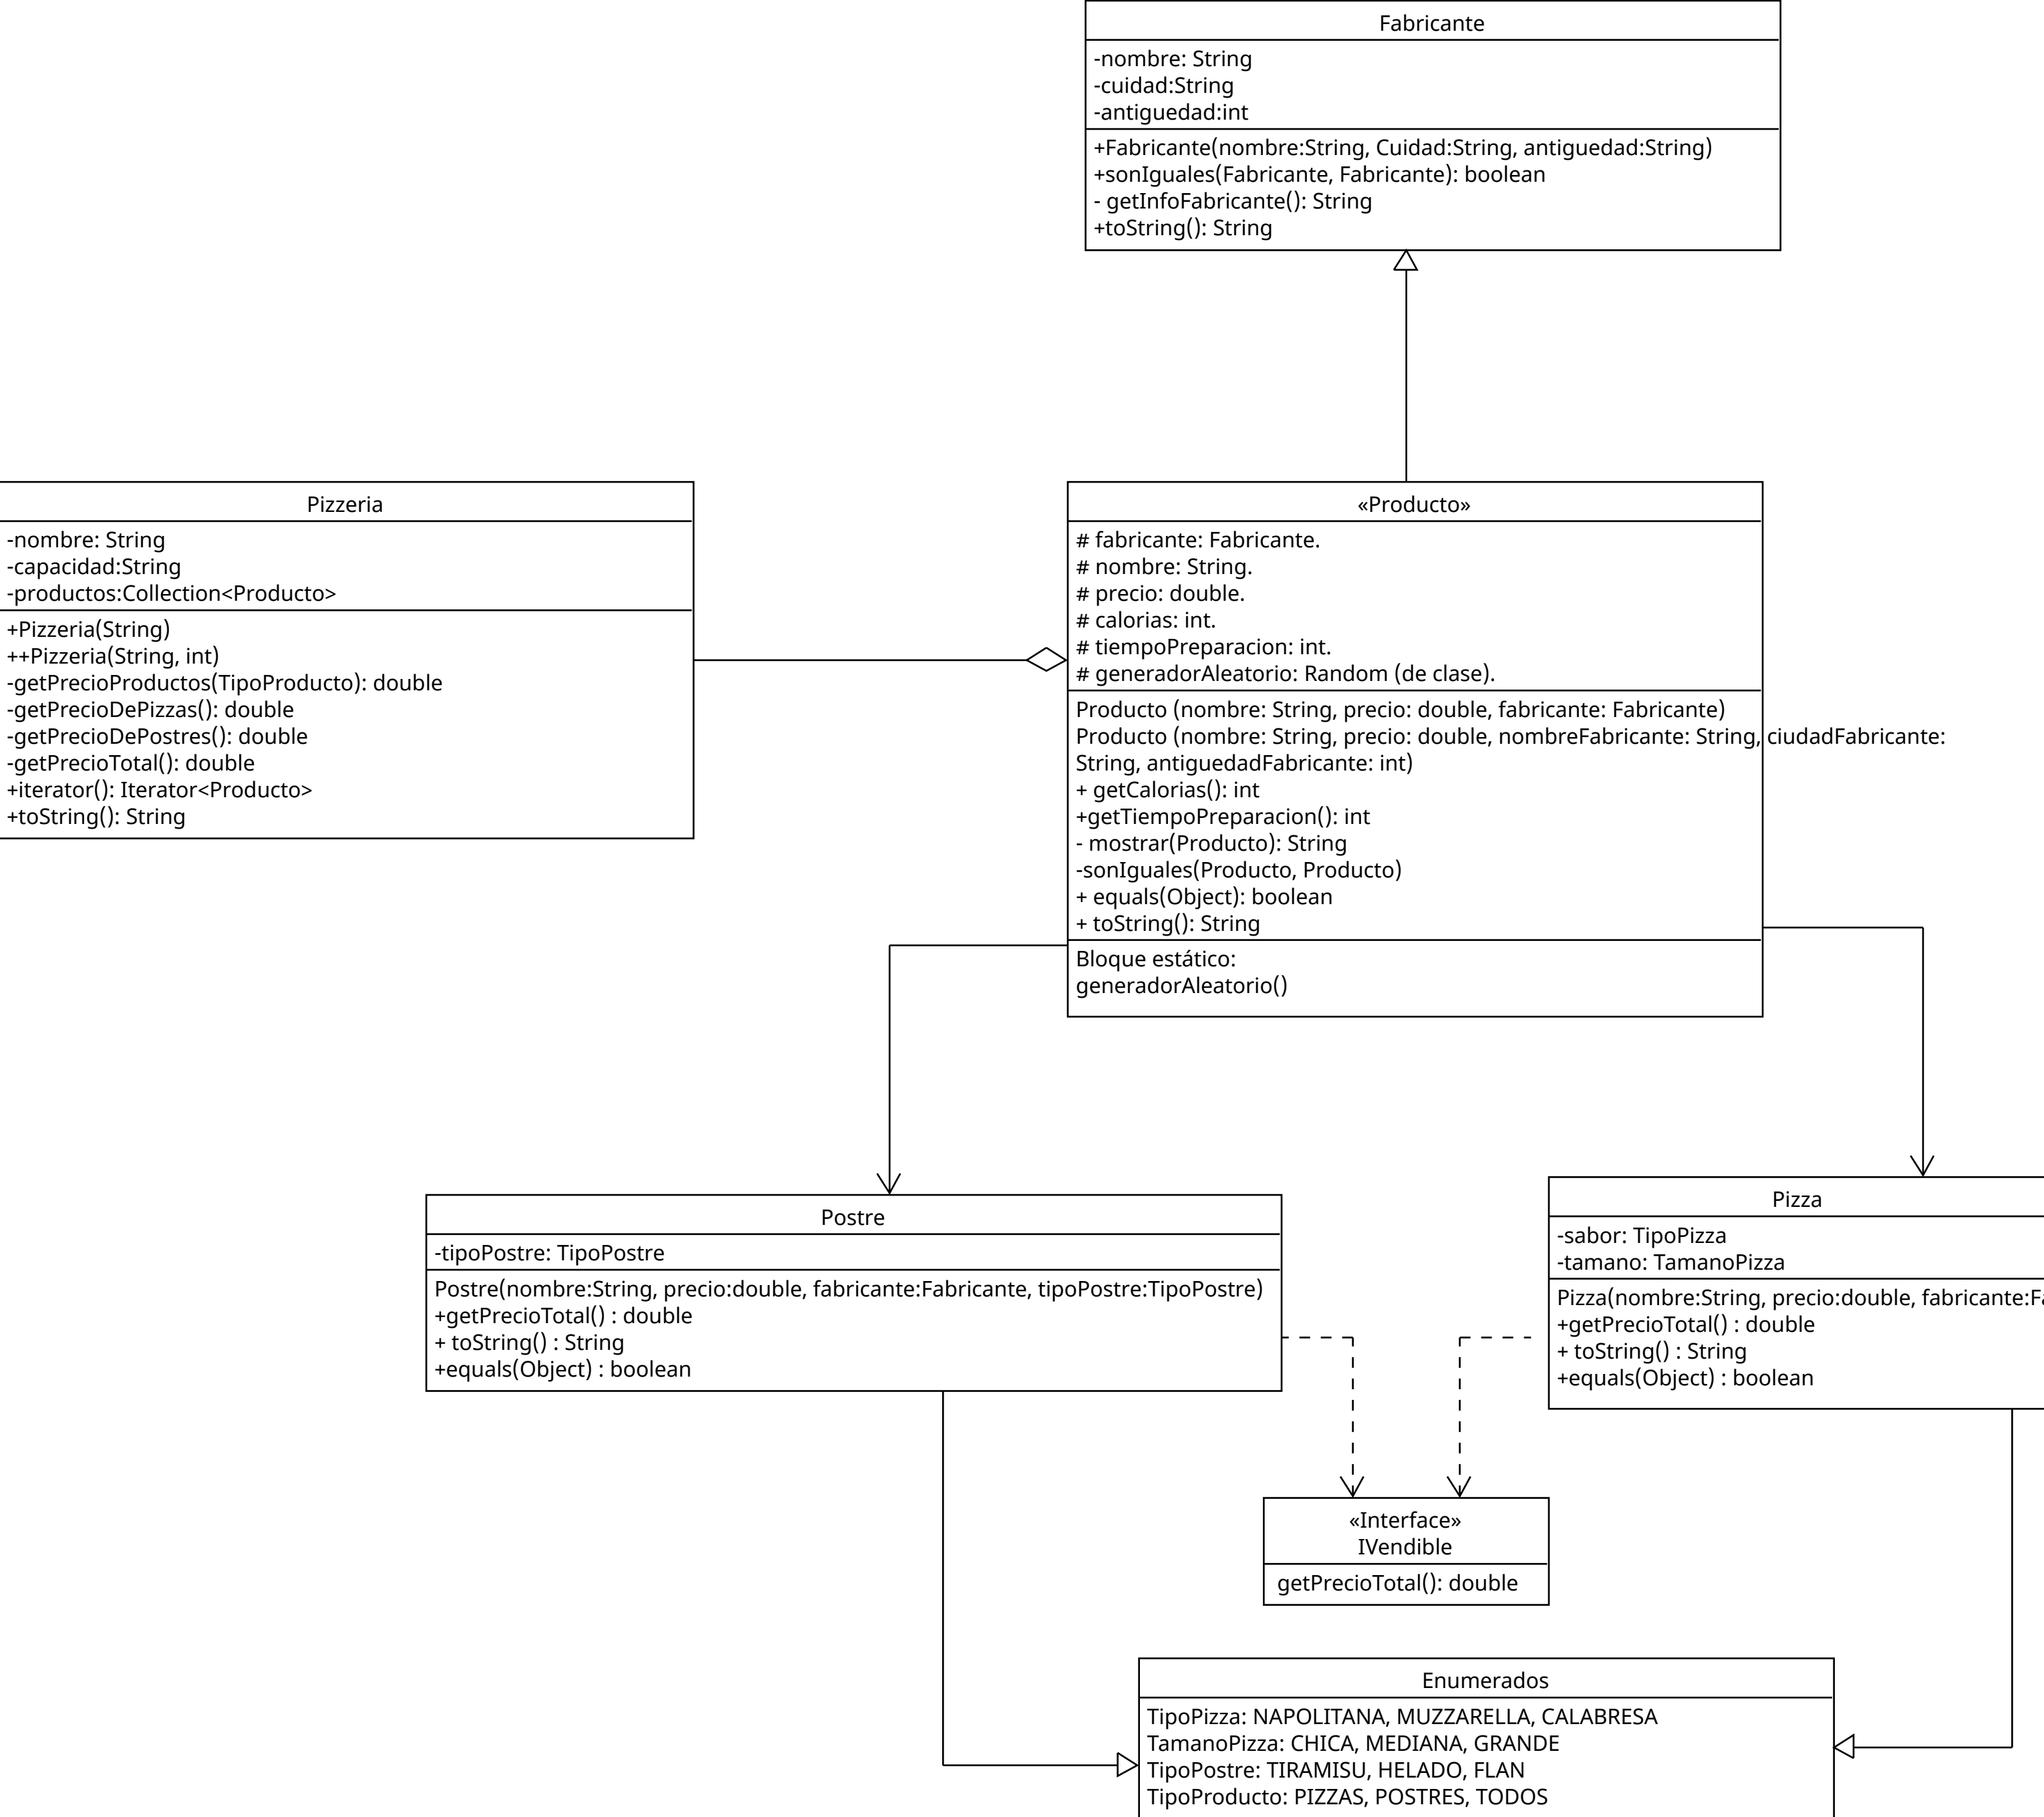 Fabricante
-nombre: String
-cuidad:String
-antiguedad:int
+Fabricante(nombre:String, Cuidad:String, antiguedad:String)
+sonIguales(Fabricante, Fabricante): boolean
- getInfoFabricante(): String
+toString(): String
Pizzeria
-nombre: String
-capacidad:String
-productos:Collection<Producto>
+Pizzeria(String)
++Pizzeria(String, int)
-getPrecioProductos(TipoProducto): double
-getPrecioDePizzas(): double
-getPrecioDePostres(): double
-getPrecioTotal(): double
+iterator(): Iterator<Producto>
+toString(): String
«Producto»
# fabricante: Fabricante.
# nombre: String.
# precio: double.
# calorias: int.
# tiempoPreparacion: int.
# generadorAleatorio: Random (de clase).
Producto (nombre: String, precio: double, fabricante: Fabricante)
Producto (nombre: String, precio: double, nombreFabricante: String, ciudadFabricante:
String, antiguedadFabricante: int)
+ getCalorias(): int
+getTiempoPreparacion(): int
- mostrar(Producto): String
-sonIguales(Producto, Producto)
+ equals(Object): boolean
+ toString(): String
Bloque estático:
generadorAleatorio()
Postre
-tipoPostre: TipoPostre
Postre(nombre:String, precio:double, fabricante:Fabricante, tipoPostre:TipoPostre)
+getPrecioTotal() : double
+ toString() : String
+equals(Object) : boolean
Pizza
-sabor: TipoPizza
-tamano: TamanoPizza
Pizza(nombre:String, precio:double, fabricante:Fa
+getPrecioTotal() : double
+ toString() : String
+equals(Object) : boolean
«Interface»
IVendible
getPrecioTotal(): double
Enumerados
TipoPizza: NAPOLITANA, MUZZARELLA, CALABRESA
TamanoPizza: CHICA, MEDIANA, GRANDE
TipoPostre: TIRAMISU, HELADO, FLAN
TipoProducto: PIZZAS, POSTRES, TODOS